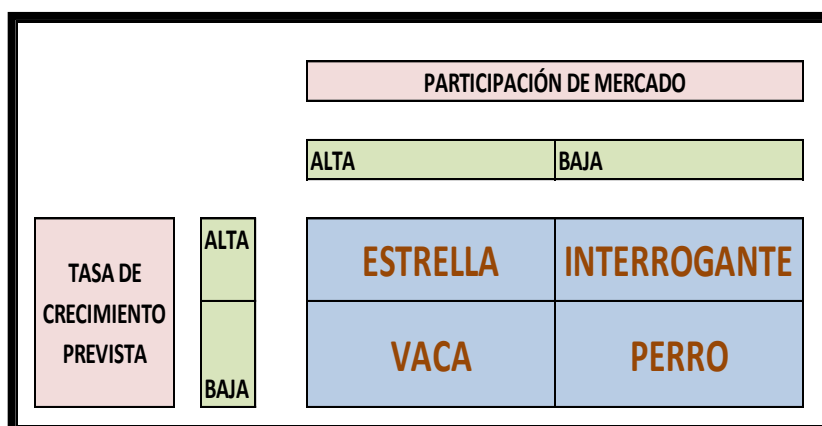 PARTICIPACIÓN DE MERCADO
ALTA BAJA
TASA DE
CRECIMIENTO
PREVISTA
ALTA
BAJA
ESTRELLA INTERROGANTE
VACA PERRO